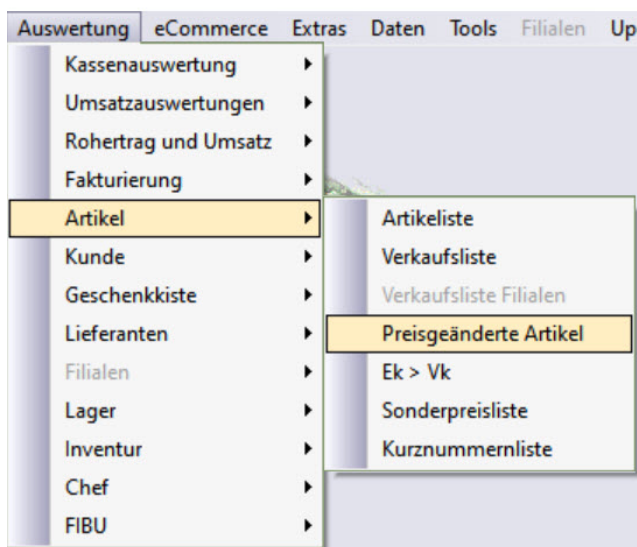 Auswertung eCommerce Extras Daten Tools Filialen Up
Kassenauswertung
Umsatzauswertungen
Rohertrag und Umsatz
Fakturierung
Artikel
Kunde
Geschenkkiste
Lieferanten
Filialen
Lager
Inventur
Chef
FIBU
Artikeliste
Verkaufsliste
Verkaufsliste Filialen
Preisgeänderte Artikel
Ek > Vk
Sonderpreisliste
Kurznummernliste